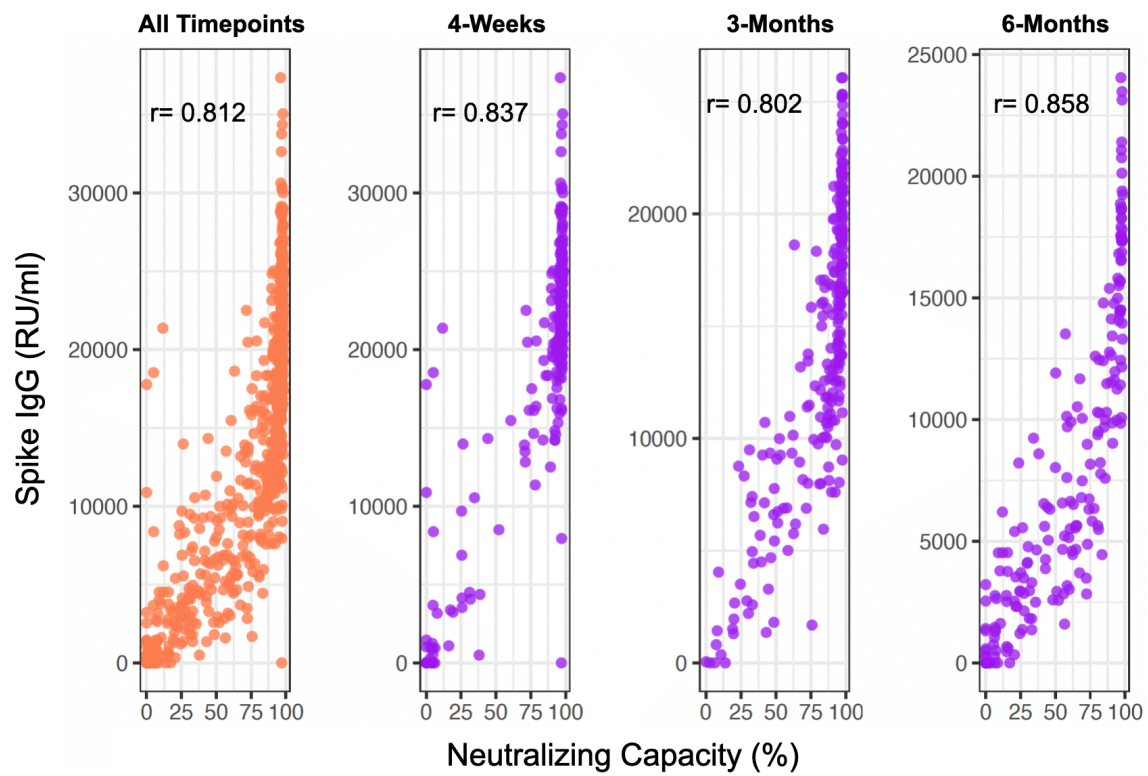 All Timepoints
4-Weeks
3-Months
6-Months
Spike IgG (RU/ml)
r= 0.812
30000
20000
10000
0
0 25 50 75 100
r= 0.837
30000
20000
10000
0
0 25 50 75 100
r= 0.802
20000
10000
0
0 25 50 75 100
r= 0.858
25000
20000
15000
10000
5000
0
0 25 50 75 100
Neutralizing Capacity (%)